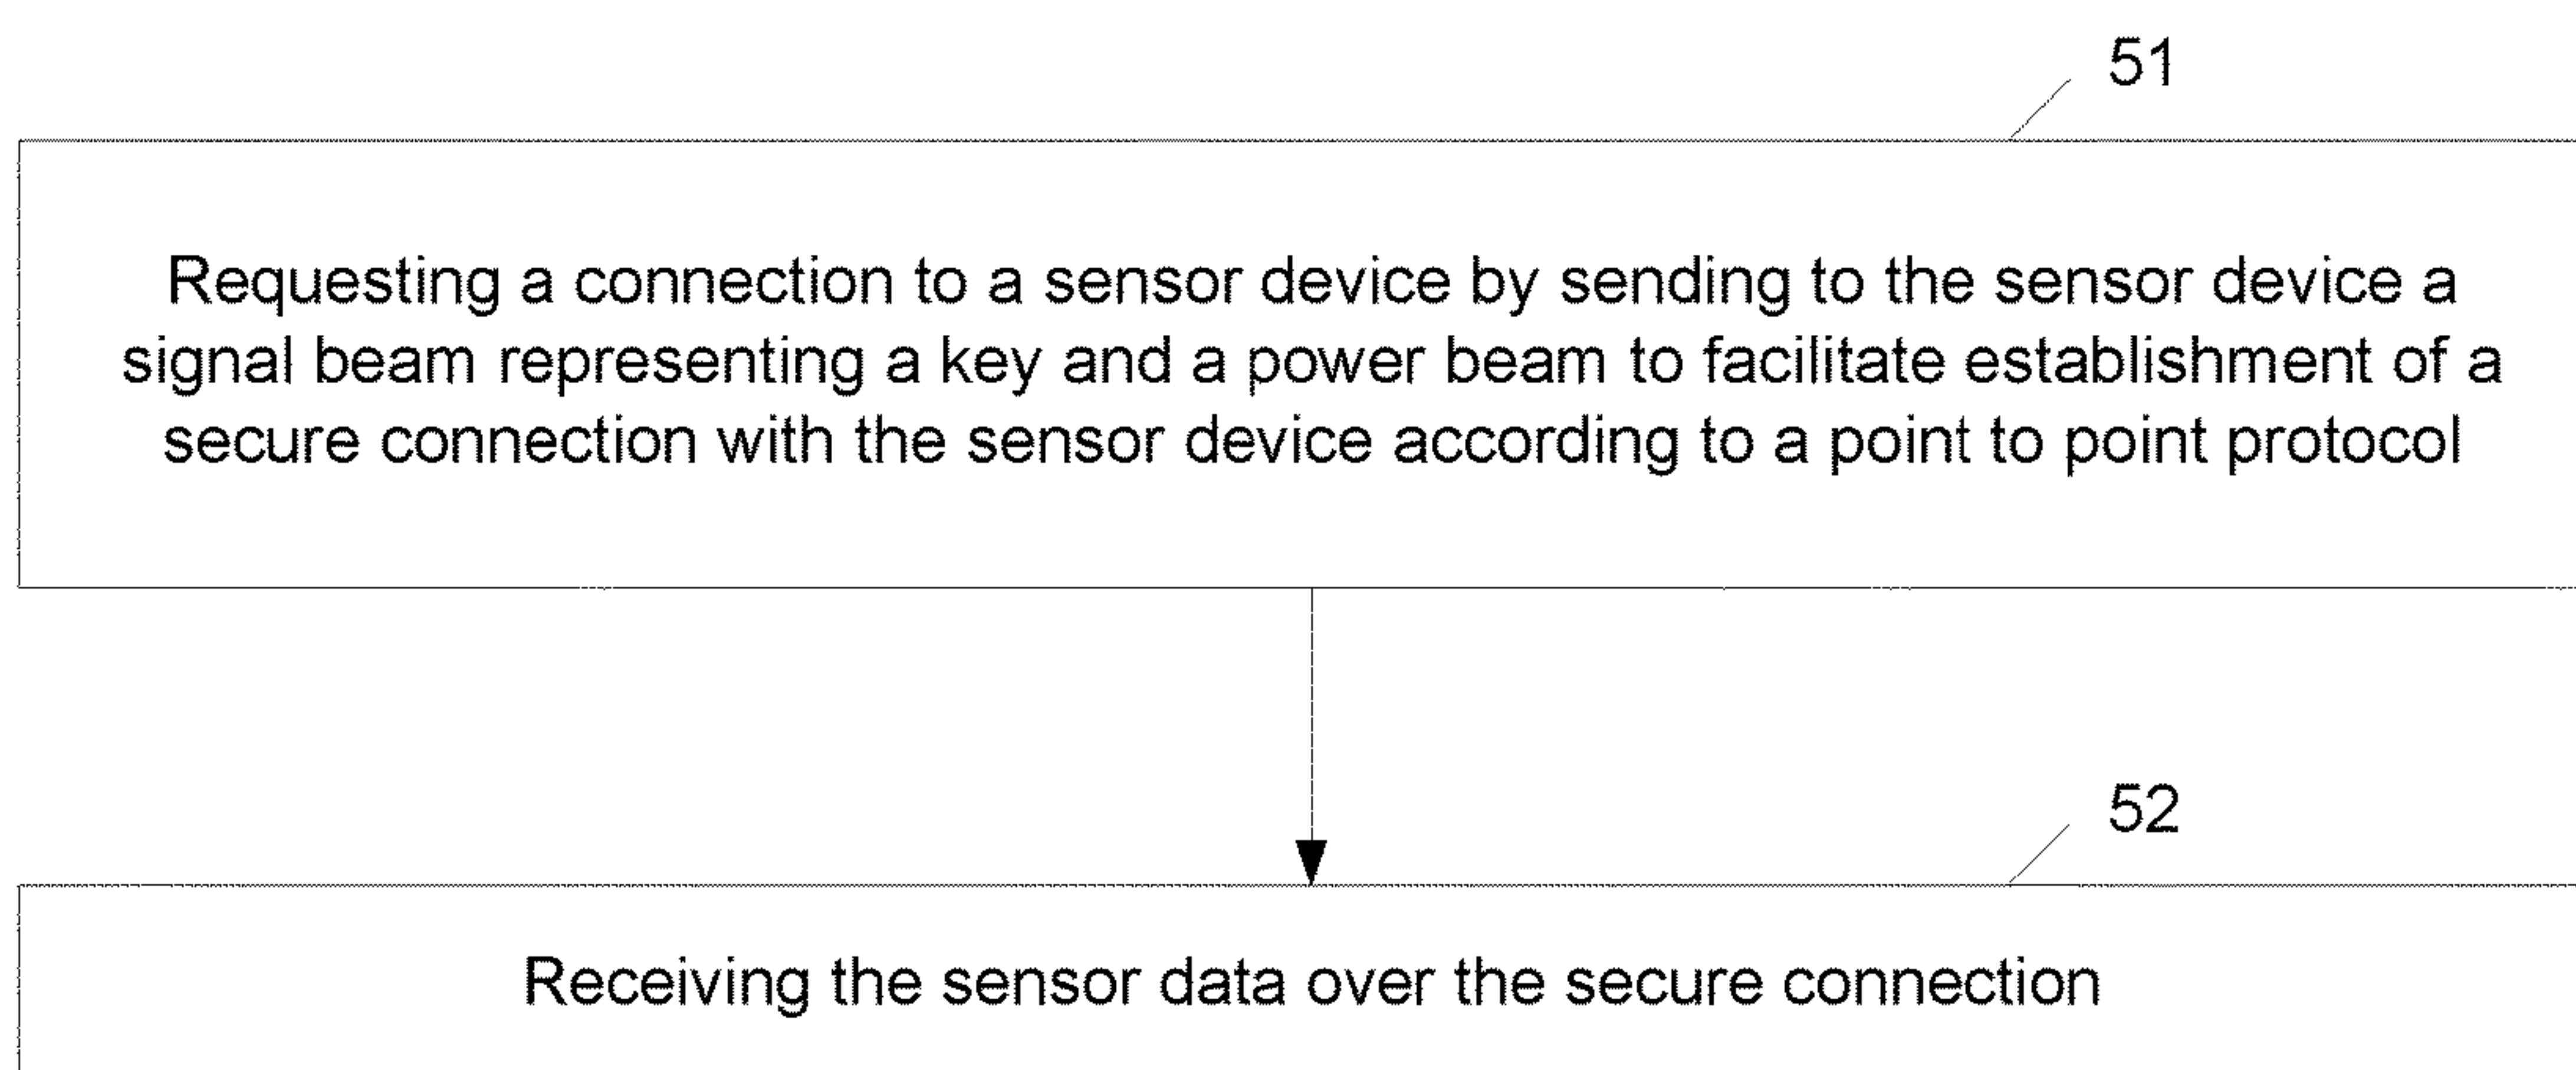 51
Requesting a connection to a sensor device by sending to the sensor device a
signal beam representing a key and a power beam to facilitate establishment of a
secure connection with the sensor device according to a point to point protocol
52
Receiving the sensor data over the secure connection